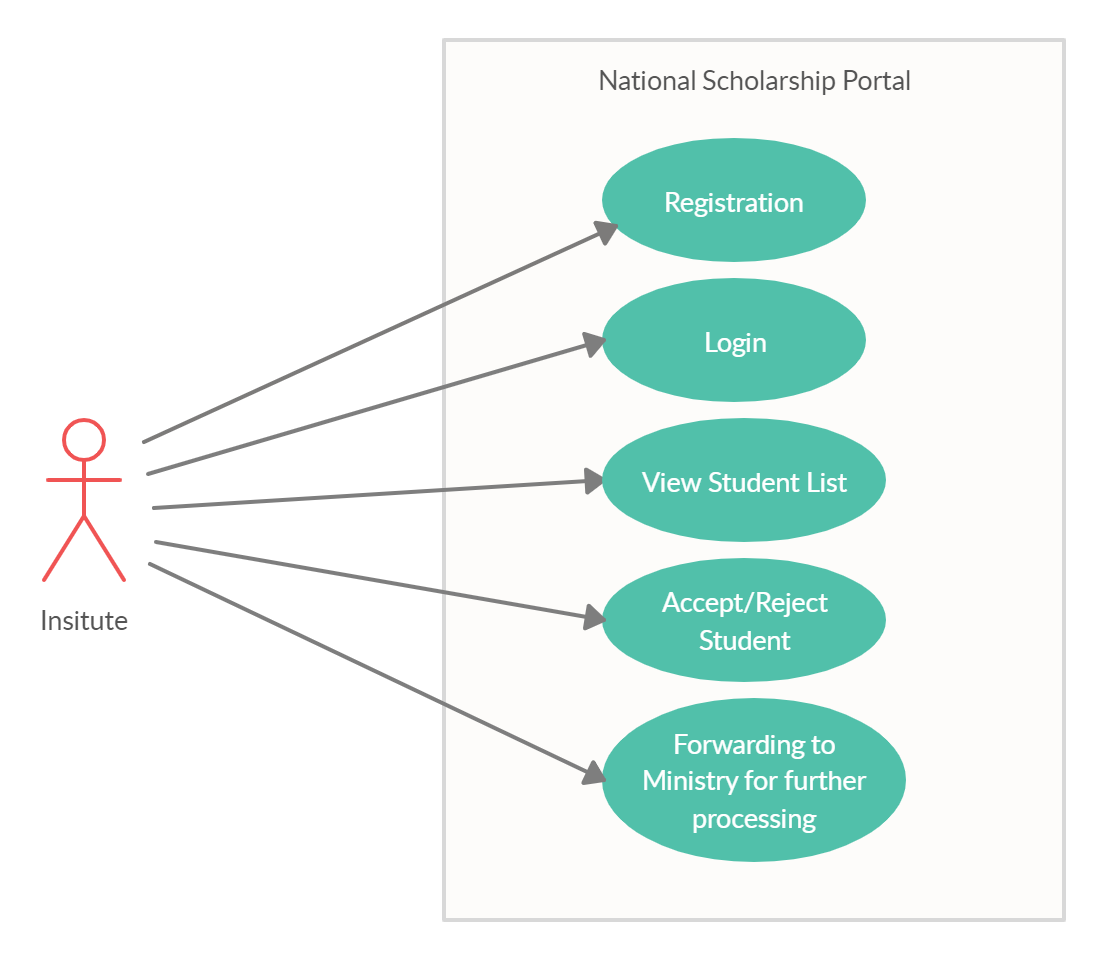 National Scholarship Portal
Registration
Login
View Student List
Accept/Reject
Student
Forwarding to
Ministry for further
processing
Insitute